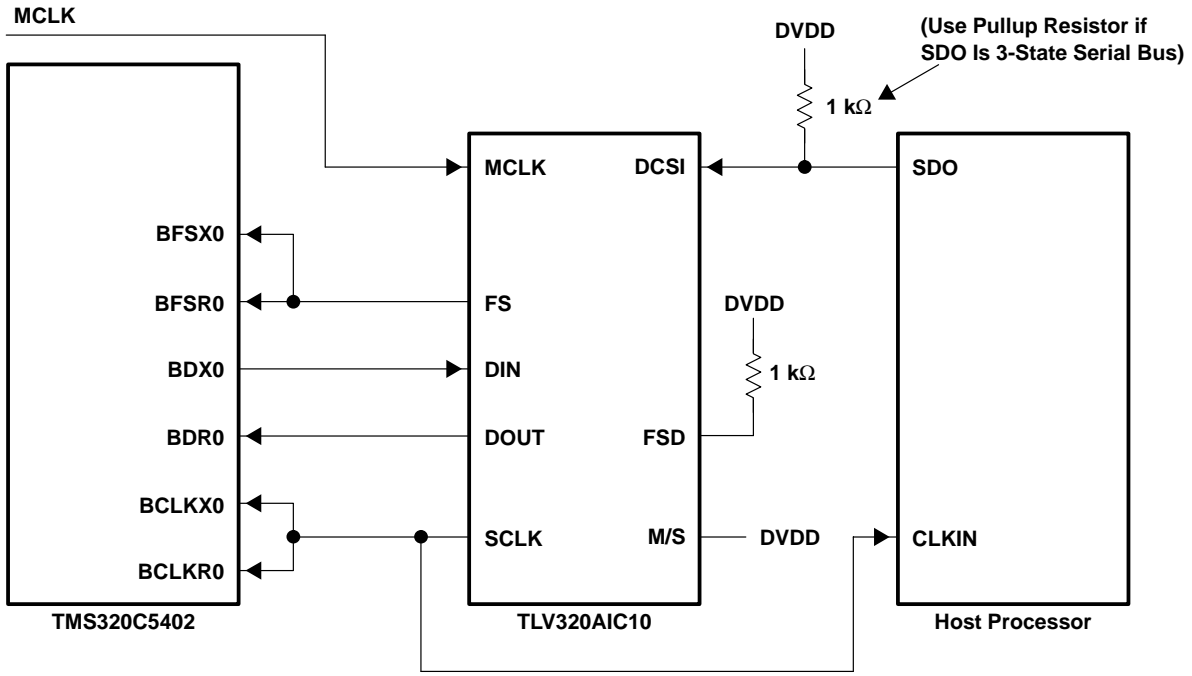 MCLK
DVDD
(Use Pullup Resistor if
SDO Is 3-State Serial Bus)
1 kΩ
MCLK
DCSI
SDO
BFSX0
BFSR0
FS
DVDD
BDX0
DIN
1 kΩ
BDR0
DOUT
FSD
BCLKX0
SCLK
M/S
DVDD
CLKIN
BCLKR0
TMS320C5402
TLV320AIC10
Host Processor